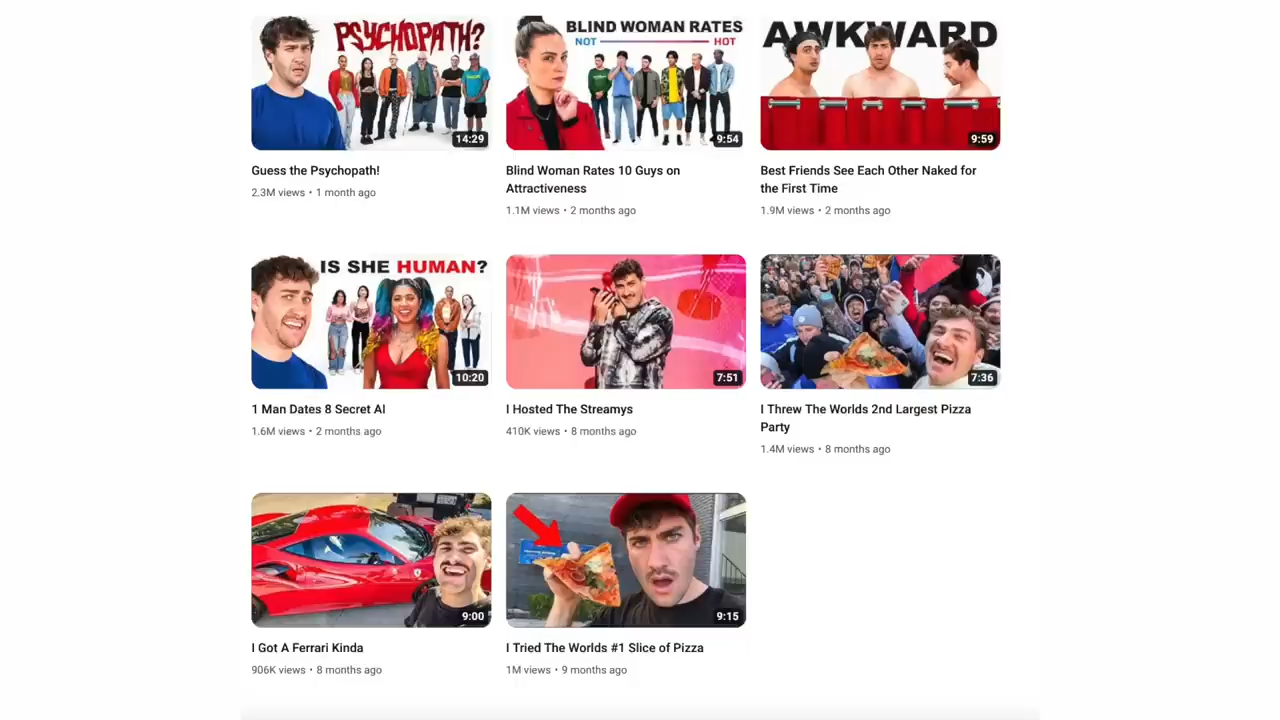 PSYCHOPATH?
14:29
Guess the Psychopath!
2.3M views • 1 month ago
BLIND WOMAN RATES
NOT HOT
9:54
Blind Woman Rates 10 Guys on
Attractiveness
1.1M views • 2 months ago
AWKWARD
9:59
Best Friends See Each Other Naked for
the First Time
1.9M views • 2 months ago
IS SHE HUMAN?
10:20
1 Man Dates 8 Secret AI
1.6M views • 2 months ago
7:51
I Hosted The Streamys
410K views • 8 months ago
7:36
I Threw The Worlds 2nd Largest Pizza
Party
1.4M views • 8 months ago
9:00
I Got A Ferrari Kinda
906K views • 8 months ago
9:15
I Tried The Worlds #1 Slice of Pizza
1M views • 9 months ago